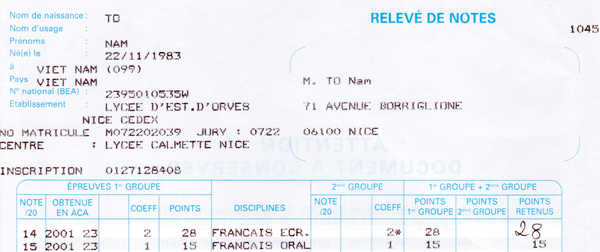 Nom de naissance: TO
RELEVÉ DE NOTES
Nom d'usage :
1045
Prénoms : NAM
Né(e) le : 22/11/1983
à VIET NAM (099)
Pays VIET NAM
M. TO Nam
N° national (BEA) : 2395010535W
Etablissement : LYCEE D'EST.D'ORVES
71 AVENUE BORRIGLIONE
NICE CEDEX
NO MATRICULE M072202039 JURY : 0722
06100 NICE
CENTRE : LYCEE CALMETTE NICE
ATTENTION
DOCUMENT A CONSERVER
INSCRIPTION 0127128408
ÉPREUVES 1er GROUPE
DISCIPLINES
2ème GROUPE
1er GROUPE + 2ème GROUPE
NOTE /20 OBTENUE EN ACA COEFF POINTS NOTE /20 COEFF POINTS 1er GROUPE POINTS 2ème GROUPE POINTS RETENUS
14 2001 23 2 28 FRANCAIS ECR. 2* 28 28
15 2001 23 1 15 FRANCAIS ORAL 1 15 15